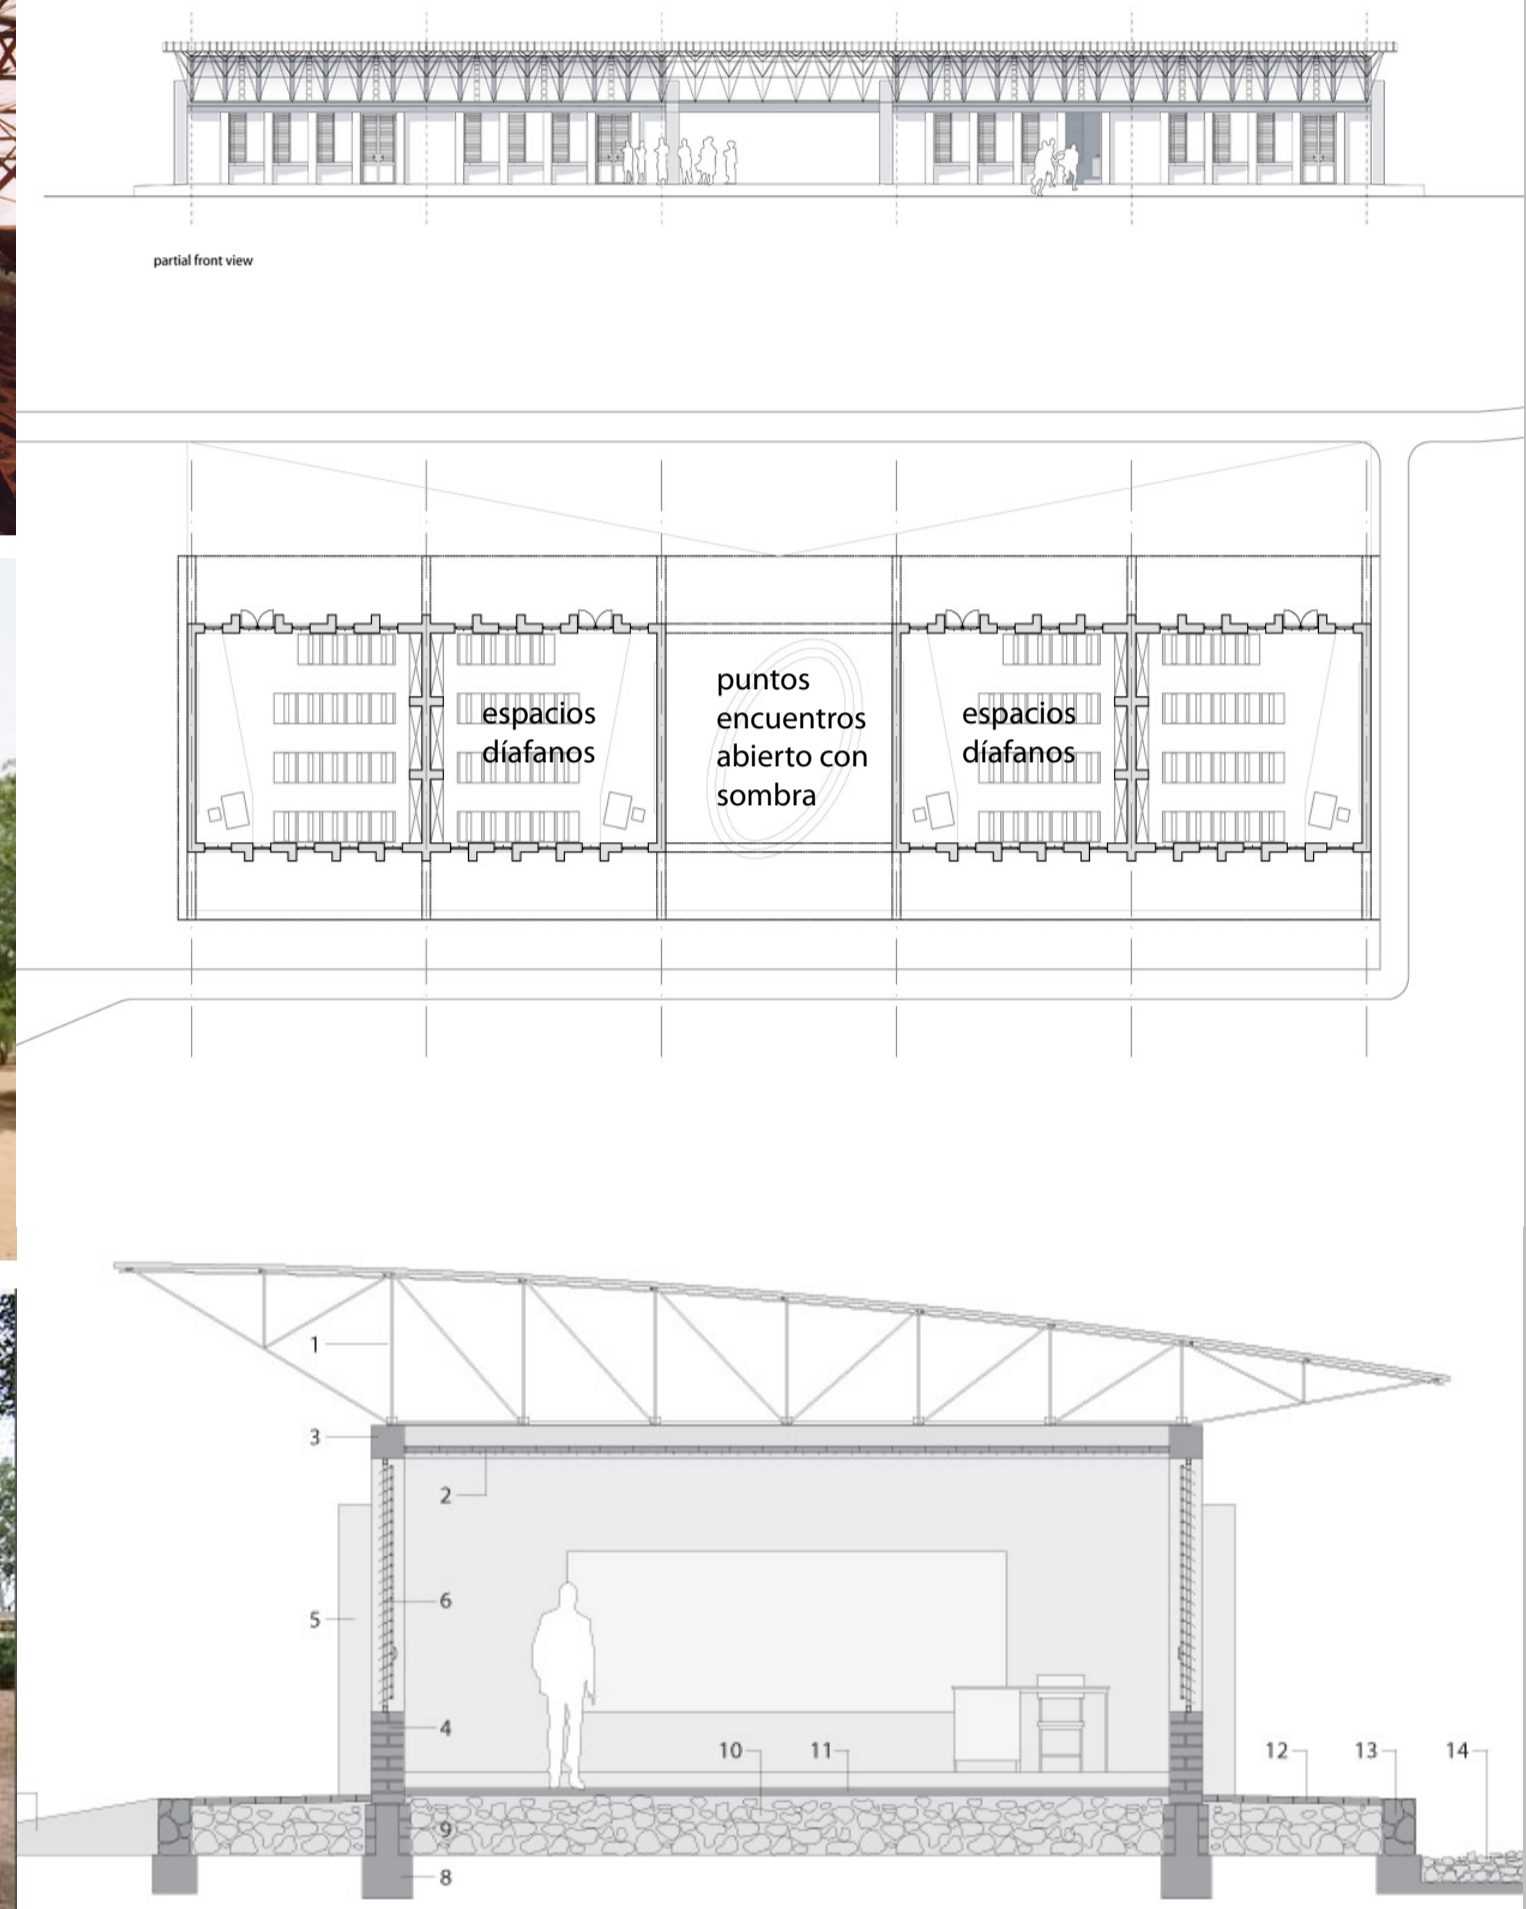 partial front view
puntos
encuentros
abierto con
sombra
espacios
díafanos
espacios
díafanos
1
3
2
6
5
4
10
11
12
13
14
9
8